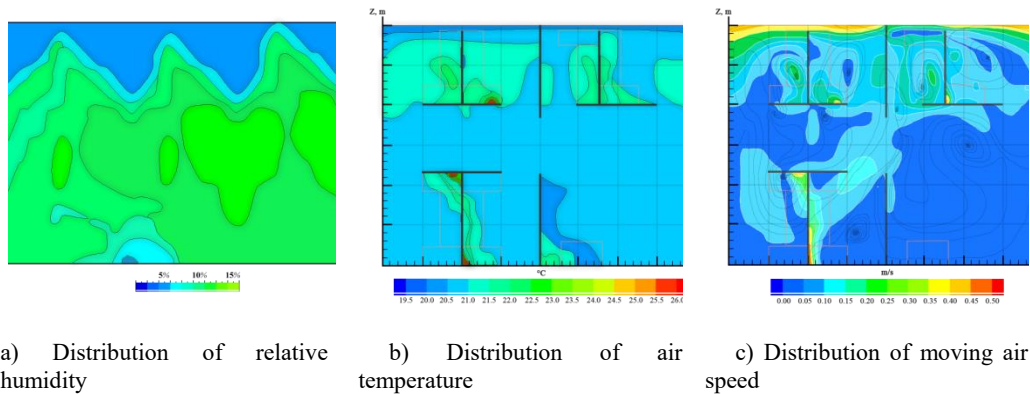 Z, m
Z, m
5% 10% 15%
°C
19.5 20.0 20.5 21.0 21.5 22.0 22.5 23.0 23.5 24.0 24.5 25.0 25.5 26.0
m/s
0.00 0.05 0.10 0.15 0.20 0.25 0.30 0.35 0.40 0.45 0.50
a) Distribution of relative
humidity
b) Distribution of air
temperature
c) Distribution of moving air
speed